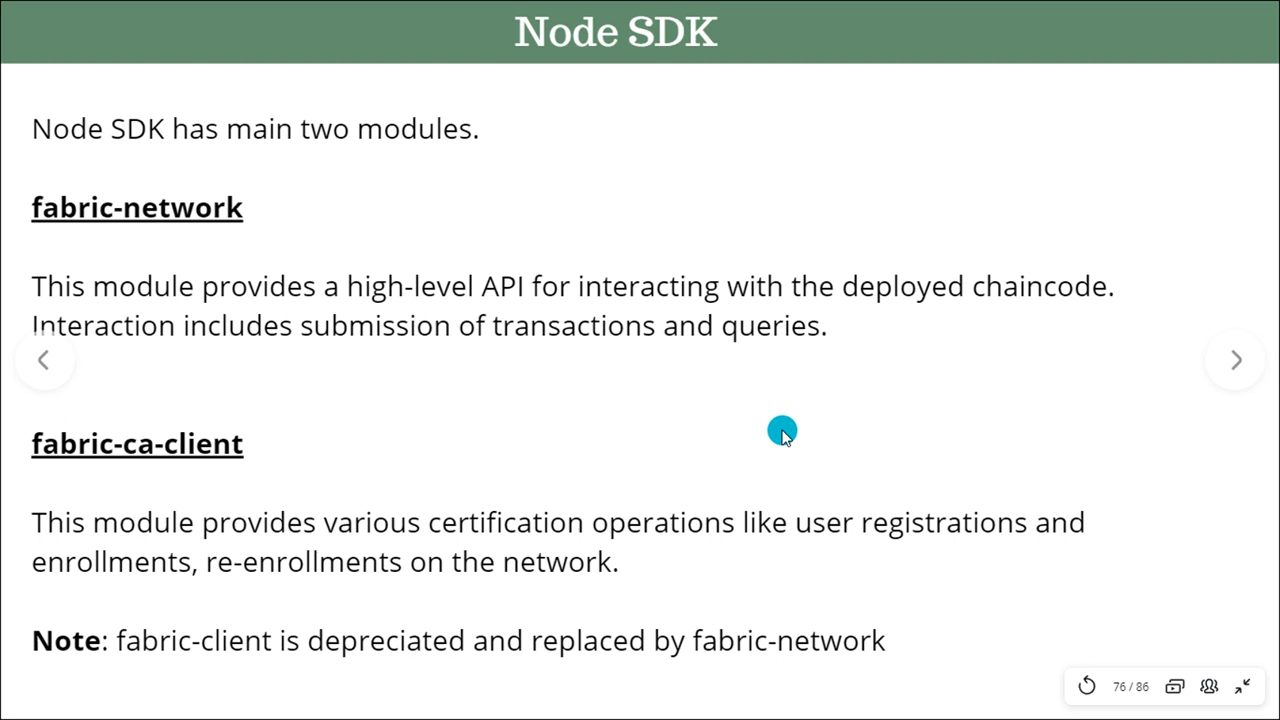 Node SDK
Node SDK has main two modules.
fabric-network
This module provides a high-level API for interacting with the deployed chaincode.
Interaction includes submission of transactions and queries.
fabric-ca-client
This module provides various certification operations like user registrations and
enrollments, re-enrollments on the network.
Note: fabric-client is depreciated and replaced by fabric-network
76 / 86